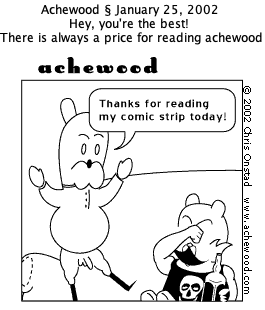 Achewood § January 25, 2002
Hey, you're the best!
There is always a price for reading achewood
achewood
Thanks for reading
my comic strip today!
© 2002 Chris Onstad www.achewood.com